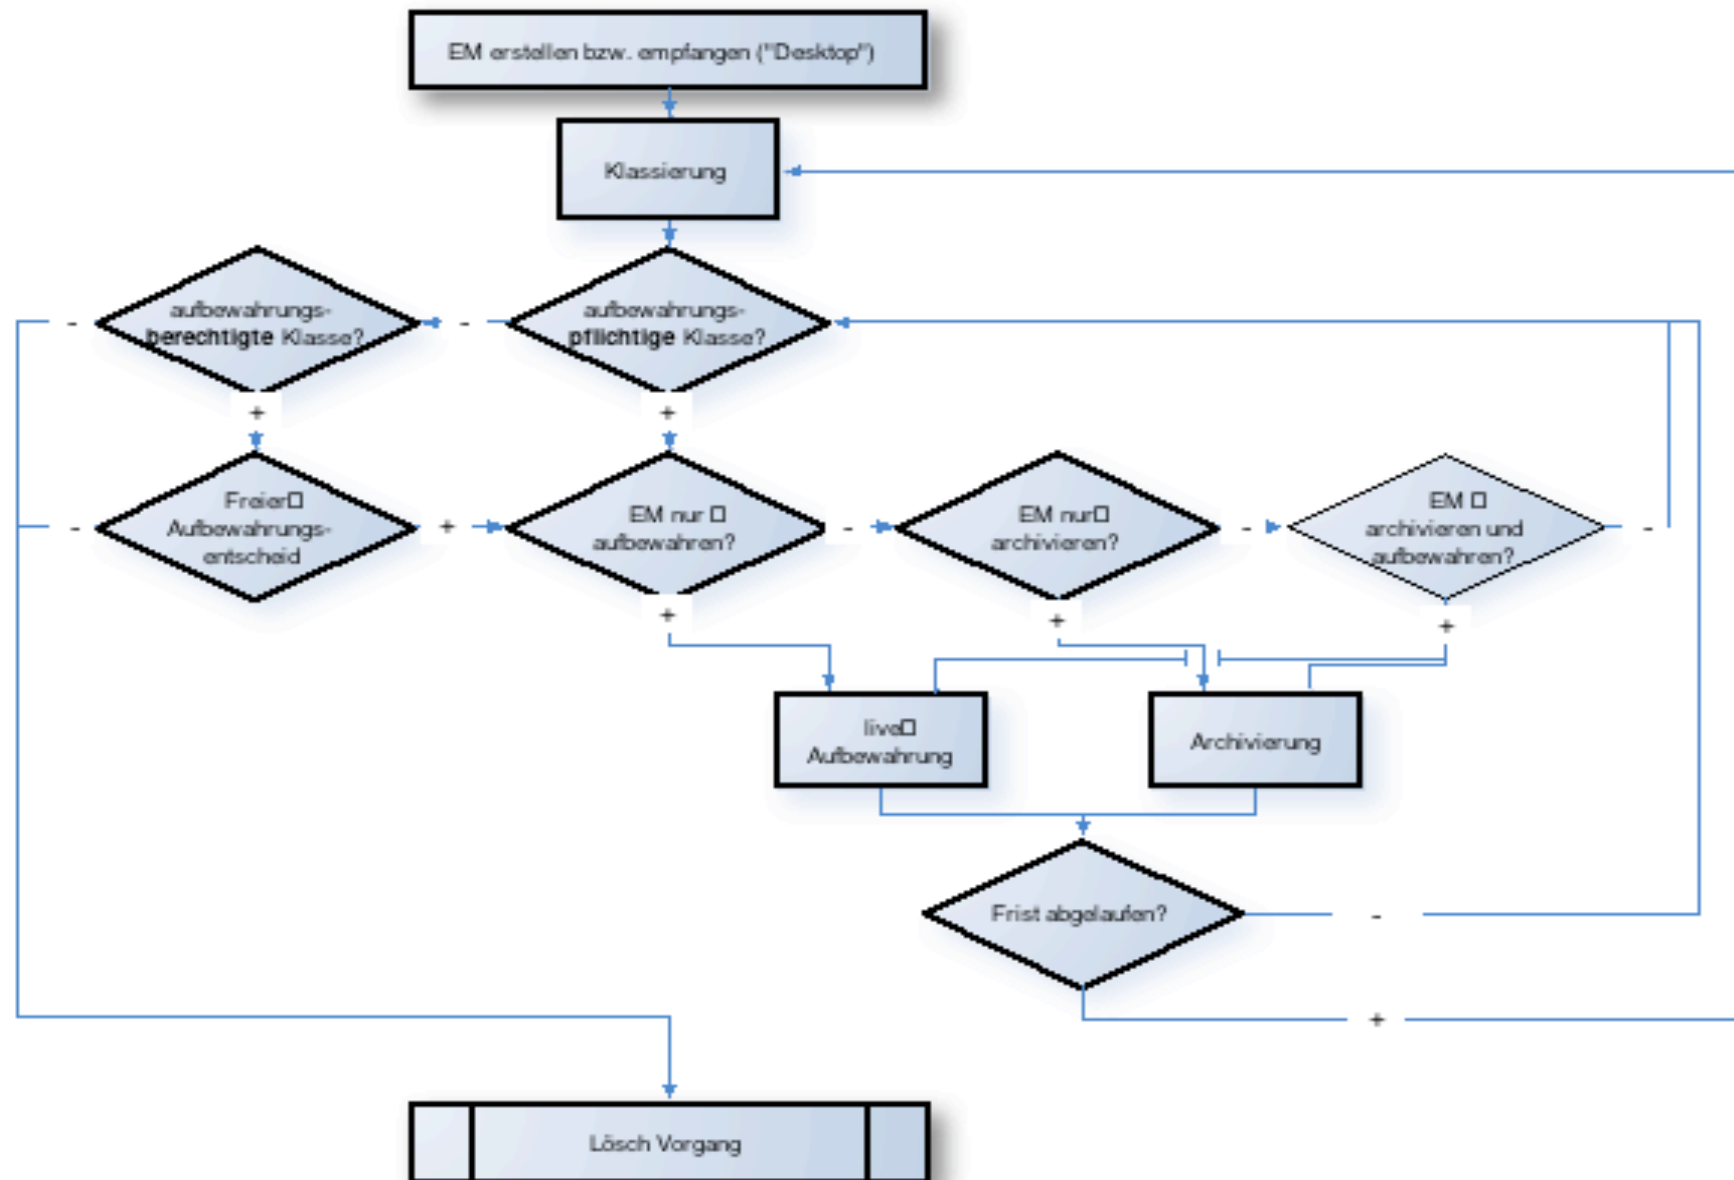 EM erstellen bzw. empfangen ("Desktop")
Klassierung
aufbewahrungs-
berechtigte Klasse?
aufbewahrungs-
pflichtige Klasse?
-
-
+
+
Freier
Aufbewahrungs-
entscheid
EM nur
aufbewahren?
EM nur
archivieren?
EM
archivieren und
aufbewahren?
-
+
-
-
-
+
+
+
live
Aufbewahrung
Archivierung
Frist abgelaufen?
-
+
Lösch Vorgang